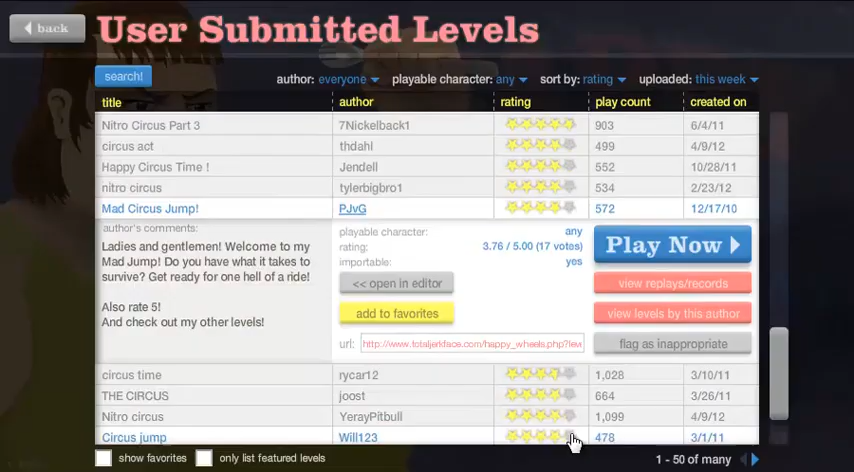 back
User Submitted Levels
search!
author: everyone playable character: any sort by: rating uploaded: this week
title author rating play count created on
Nitro Circus Part 3 7Nickelback1 903 6/4/11
circus act thdahl 499 4/9/12
Happy Circus Time ! Jendell 552 10/28/11
nitro circus tylerbigbro1 534 2/23/12
Mad Circus Jump! PJvG 572 12/17/10
author's comments:
Ladies and gentlemen! Welcome to my
Mad Jump! Do you have what it takes to
survive? Get ready for one hell of a ride!
Also rate 5!
And check out my other levels!
playable character: any
rating: 3.76 / 5.00 (17 votes)
importable: yes
<< open in editor
add to favorites
url: http://www.totaljerkface.com/happy_wheels.php?lev
Play Now
view replays/records
view levels by this author
flag as inappropriate
circus time rycar12 1,028 3/10/11
THE CIRCUS joost 664 3/26/11
Nitro circus YerayPitbull 1,099 4/9/12
Circus jump Will123 478 3/1/11
show favorites only list featured levels 1 - 50 of many